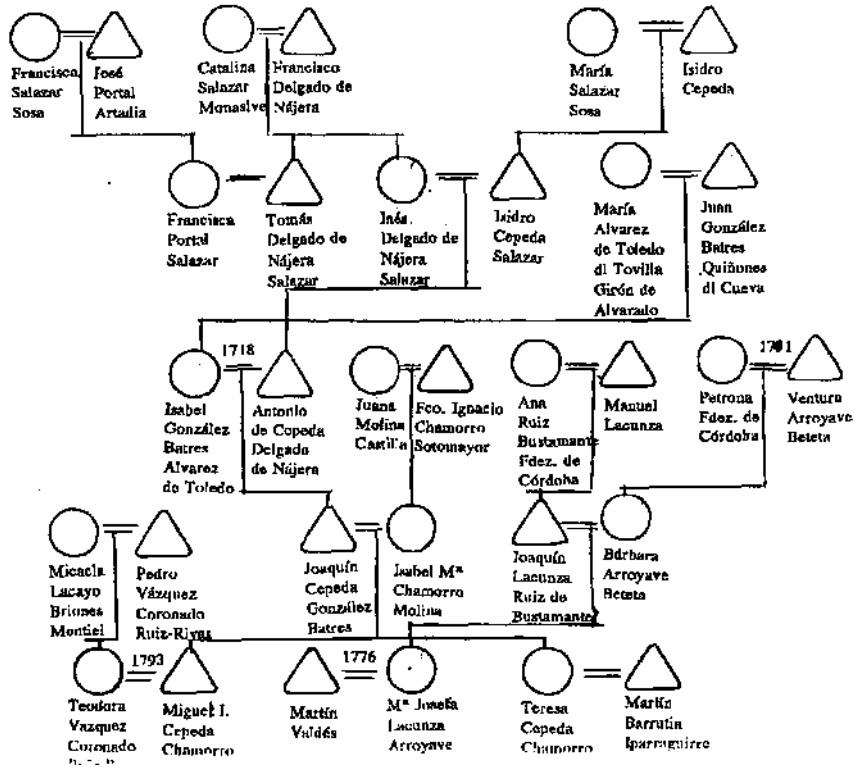 Francisca
Salazar
Sosa
José
Portal
Artadia
Catalina
Salazar
Monaslve
Francisco
Delgado de
Nájera
María
Salazar
Sosa
Isidro
Cepeda
Francisca
Portal
Salazar
Tomás
Delgado de
Nájera
Salazar
Inés.
Delgado de
Nájera
Salazar
Isidro
Cepeda
Salazar
María
Alvarez
de Toledo
dl Tovilla
Girón de
Alvarado
Juan
González
Batres
Quiñones
dl Cueva
1718
Isabel
González
Batres
Alvarez
de Toledo
Antonio
de Cepeda
Delgado
de Nájera
Juana
Molina
Castilla
Fco. Ignacio
Chamorro
Sotomayor
Ana
Ruiz
Bustamante
Fdez. de
Córdoba
Manuel
Lacunza
1701
Petrona
Fdez. de
Córdoba
Ventura
Arroyave
Beteta
Micaela
Lacayo
Briones
Montiel
Pedro
Vázquez
Coronado
Ruiz-Rivas
Joaquín
Cepeda
González
Batres
Isabel Mª
Chamorro
Molina
Joaquín
Lacunza
Ruiz de
Bustamante
Bárbara
Arroyave
Beteta
1793
Teodora
Vazquez
Coronado
Miguel I.
Cepeda
Chamorro
1776
Martín
Valdés
Mª Josefa
Lacunza
Arroyave
Teresa
Cepeda
Chamorro
Martín
Barrutia
Iparraguirre